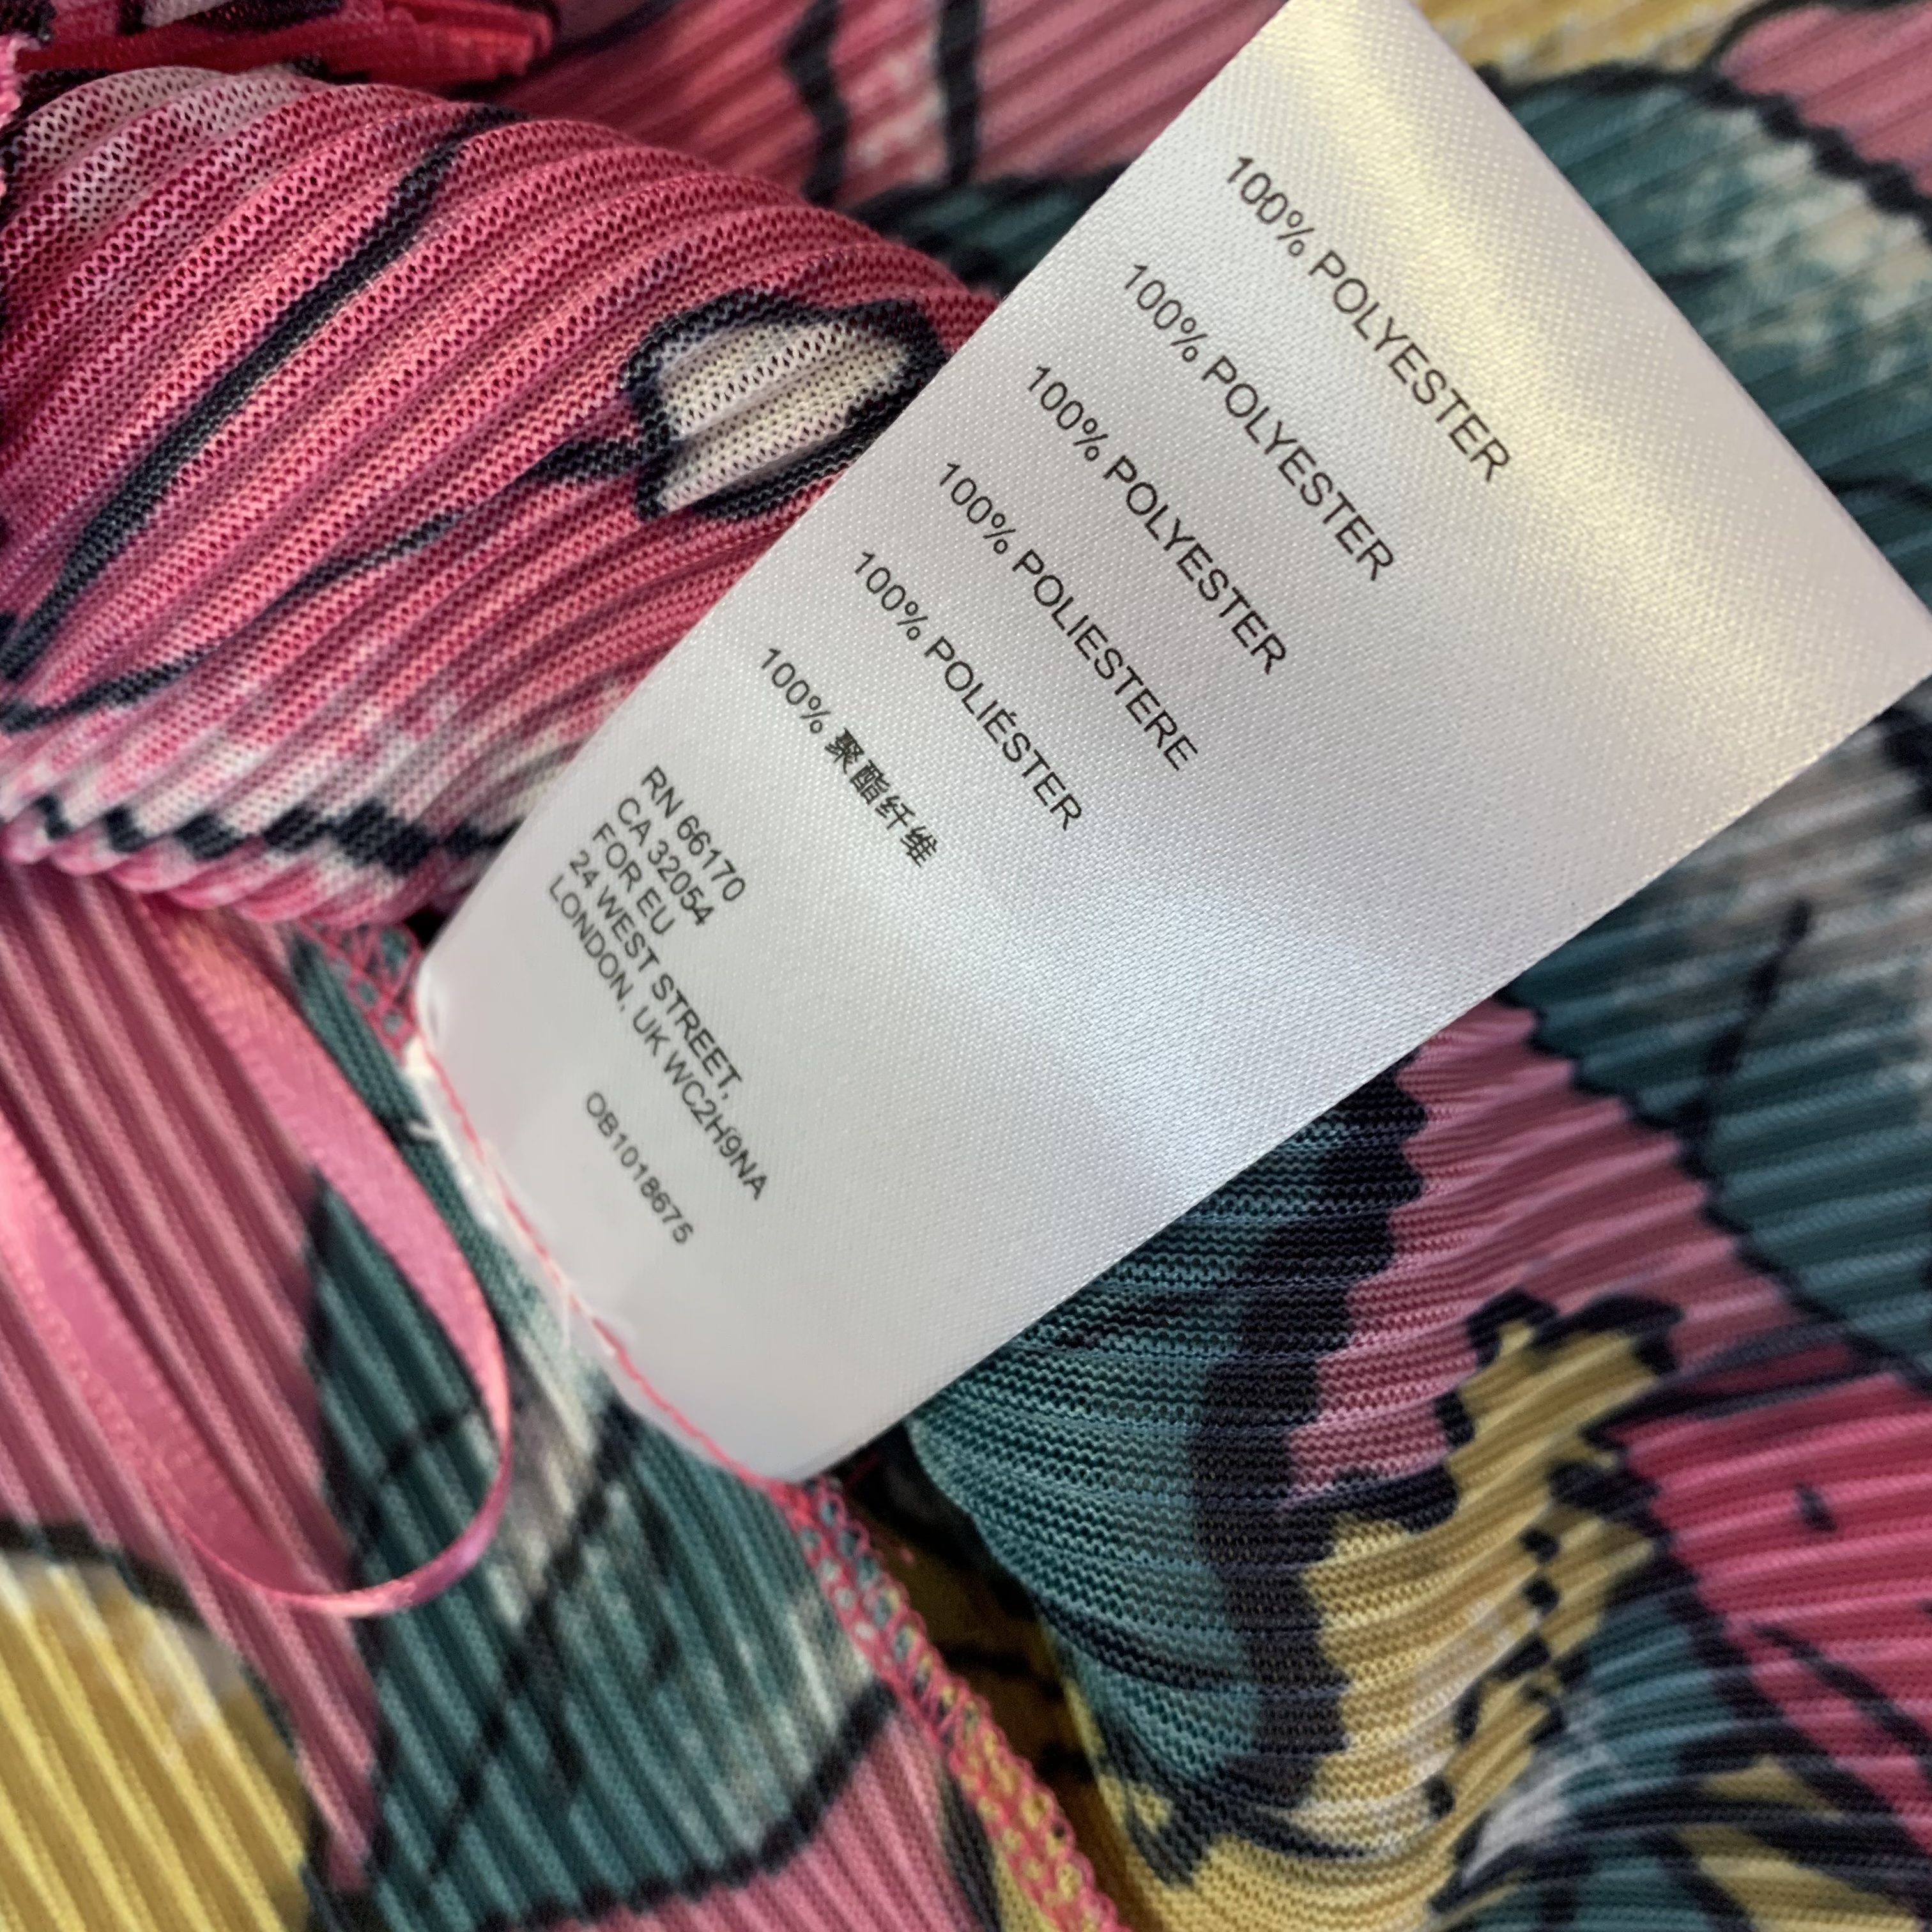 100% POLYESTER
100% POLYESTER
100% POLYESTER
100% POLIESTERE
100% POLIÉSTER
100% 聚酯纤维
RN 66170
CA 32054
FOR EU
24 WEST STREET,
LONDON, UK WC2H9NA
OB1018675